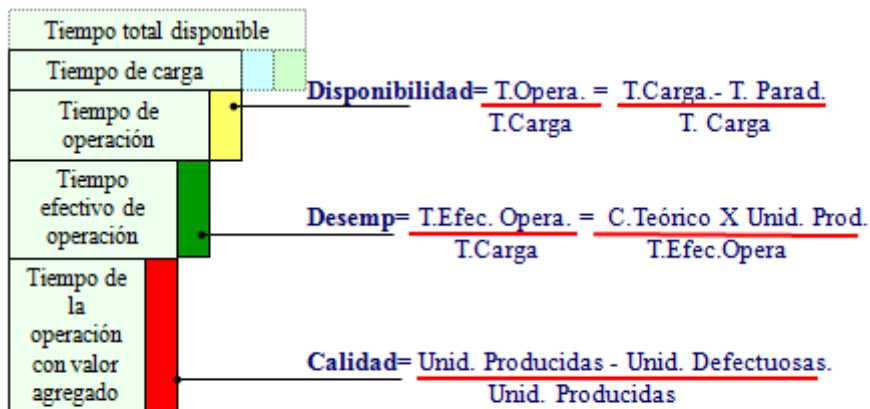 Tiempo total disponible
Tiempo de carga
Disponibilidad= T.Opera. = T.Carga.- T. Parad.
T.Carga T. Carga
Tiempo de
operación
Tiempo
efectivo de
operación
Desemp= T.Efec. Opera. = C.Teórico X Unid. Prod.
T.Carga T.Efec.Opera
Tiempo de
la
operación
con valor
agregado
Calidad= Unid. Producidas - Unid. Defectuosas.
Unid. Producidas